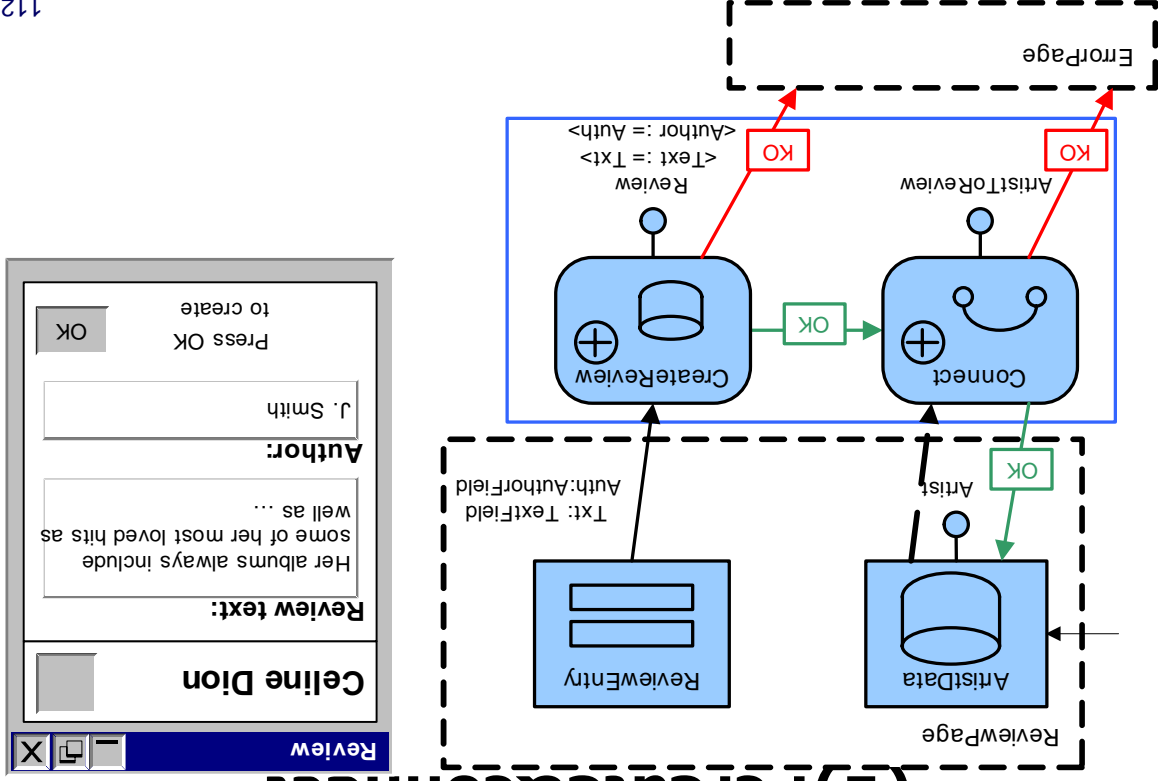 ReviewPage
ArtistData
ReviewEntry
Artist
Txt: TextField
Auth:AuthorField
OK
Connect
CreateReview
OK
ArtistToReview
Review
<Text := Txt>
<Author := Auth>
KO
KO
ErrorPage
Review
X
Celine Dion
Review text:
Her albums always include
some of her most loved hits as
well as ...
Author:
J. Smith
Press OK
to create
OK
112